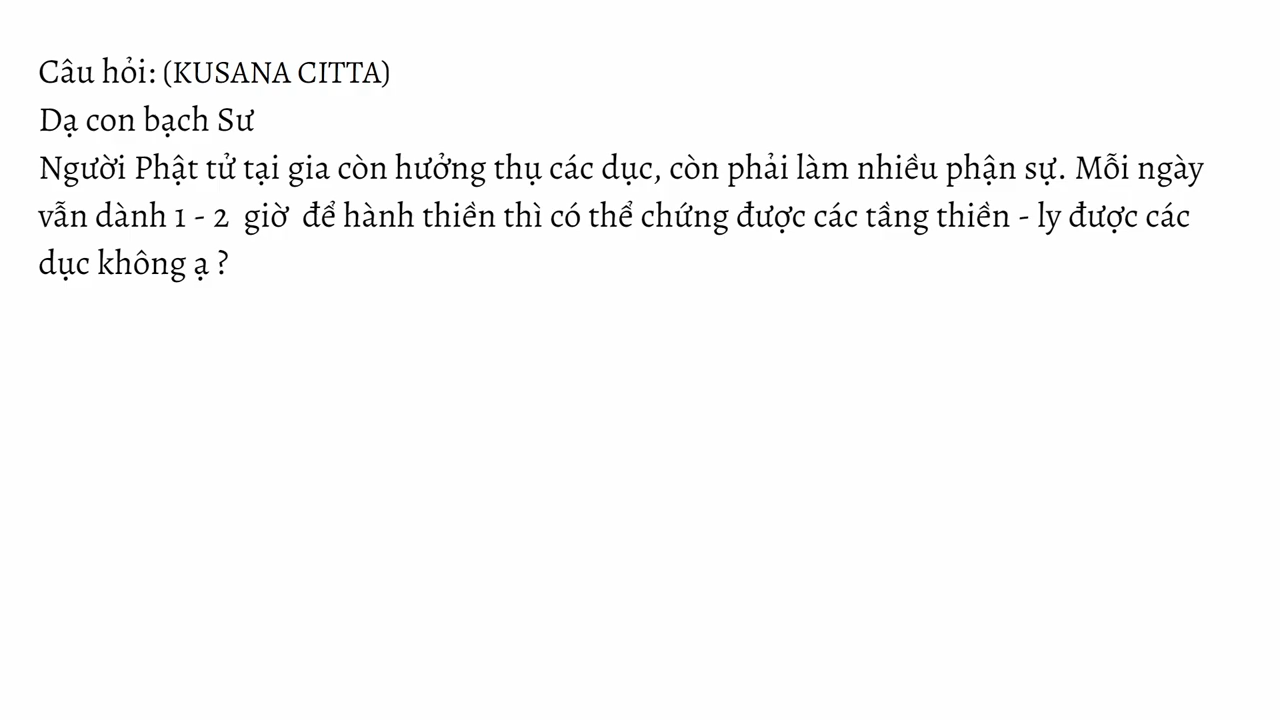 Câu hỏi: (KUSANA CITTA)
Dạ con bạch Sư
Người Phật tử tại gia còn hưởng thụ các dục, còn phải làm nhiều phận sự. Mỗi ngày
vẫn dành 1 - 2 giờ để hành thiền thì có thể chứng được các tầng thiền - ly được các
dục không ạ ?